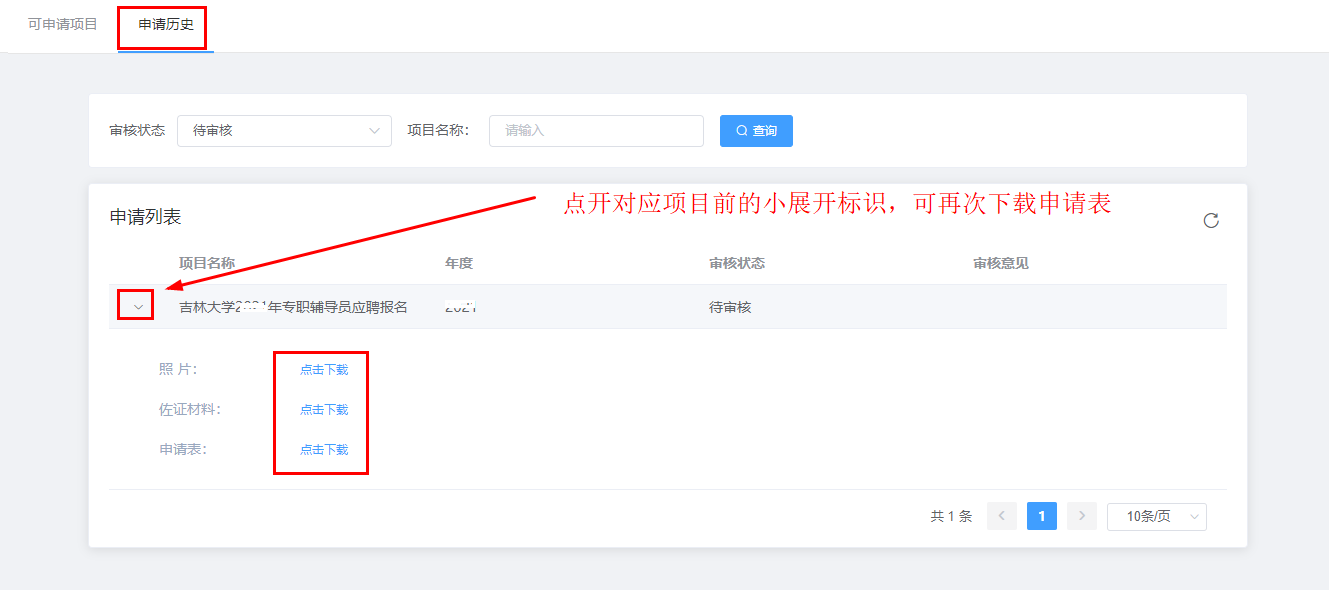 可申请项目 申请历史
审核状态 待审核 项目名称： 请输入 查询
点开对应项目前的小展开标识，可再次下载申请表
申请列表
项目名称 年度 审核状态 审核意见
吉林大学2021年专职辅导员应聘报名 2021 待审核
照 片： 点击下载
佐证材料： 点击下载
申请表： 点击下载
共 1 条 1 10条/页